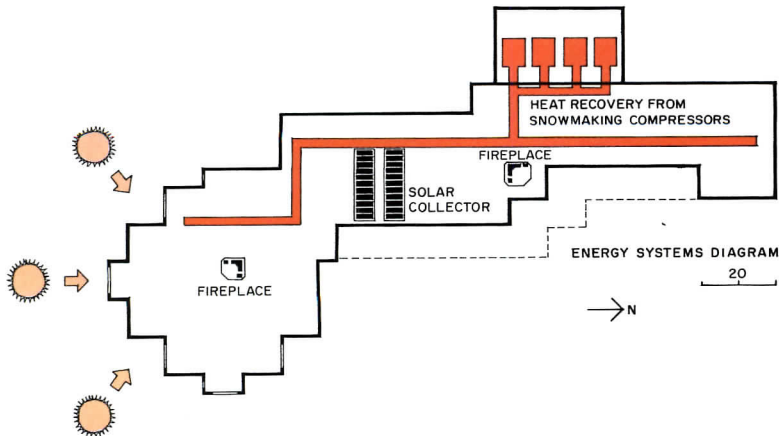 HEAT RECOVERY FROM
SNOWMAKING COMPRESSORS
FIREPLACE
SOLAR
COLLECTOR
ENERGY SYSTEMS DIAGRAM
20
FIREPLACE
N